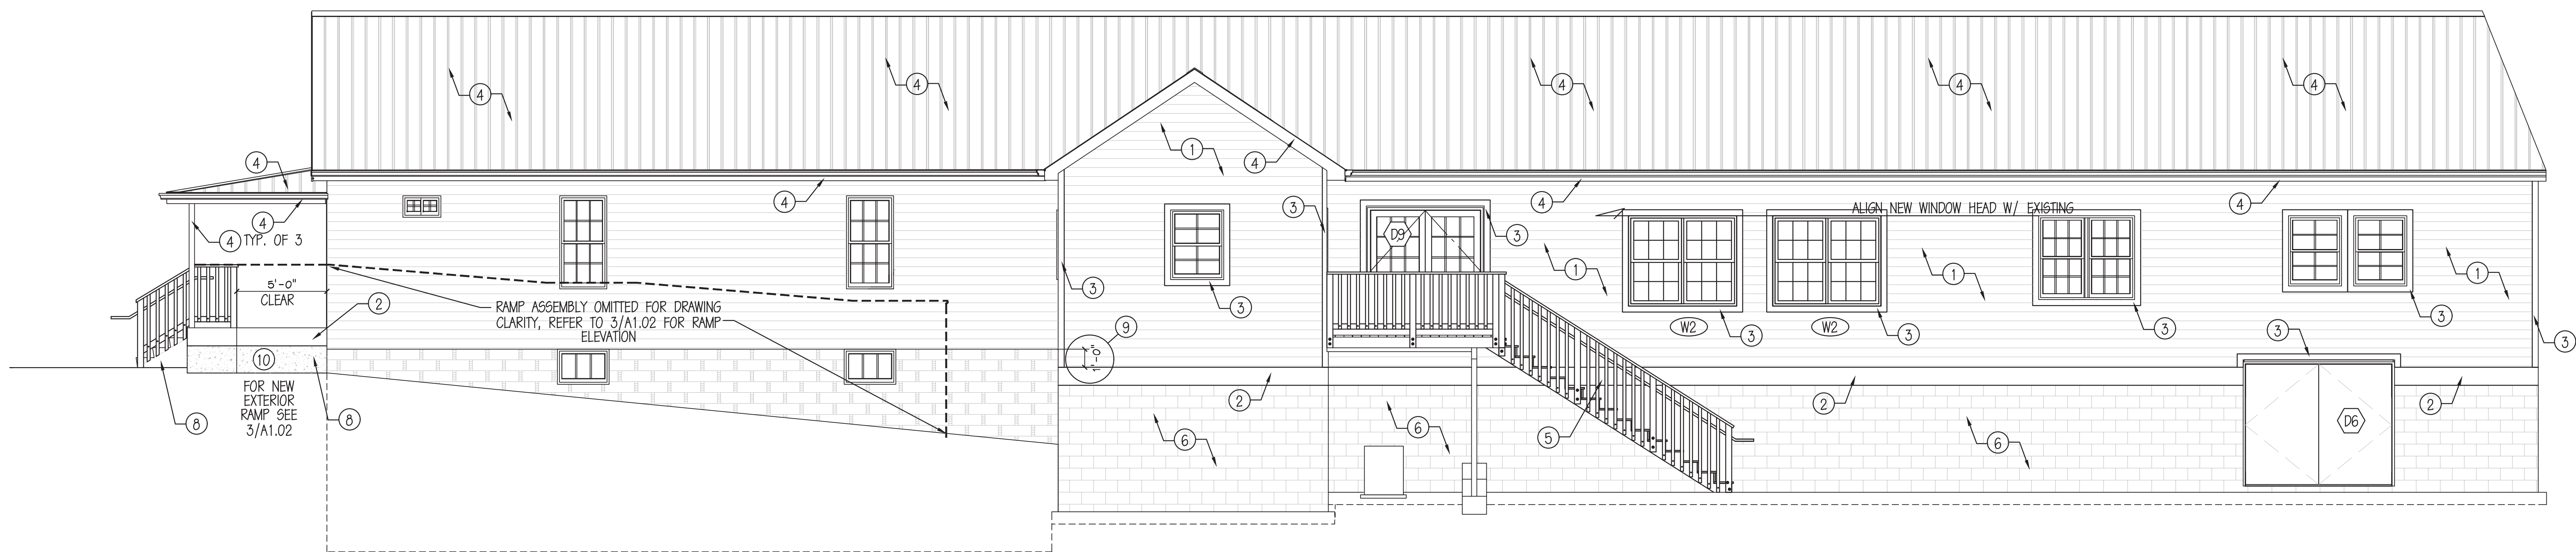 4
4
4
4
4
1
4
4
4
4
TYP. OF 3
4
4
4
3
D9
3
ALIGN NEW WINDOW HEAD W/ EXISTING
1
1
1
5'-0"
CLEAR
2
3
3
RAMP ASSEMBLY OMITTED FOR DRAWING
CLARITY, REFER TO 3/A1.02 FOR RAMP
ELEVATION
9
1'-0"
W2
3
W2
3
3
3
3
3
10
FOR NEW
EXTERIOR
RAMP SEE
3/A1.02
8
8
2
6
6
5
2
6
D6
2